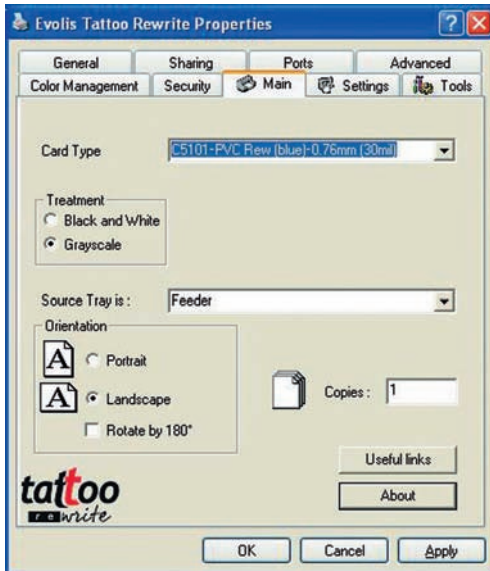 Evolis Tattoo Rewrite Properties
General Sharing Ports Advanced
Color Management Security Main Settings Tools
Card Type C5101-PVC Rew (blue)-0.76mm (30mil)
Treatment
Black and White
Grayscale
Source Tray is : Feeder
Orientation
A Portrait
A Landscape
Rotate by 180°
Copies : 1
Useful links
About
tattoo
rewrite
OK Cancel Apply